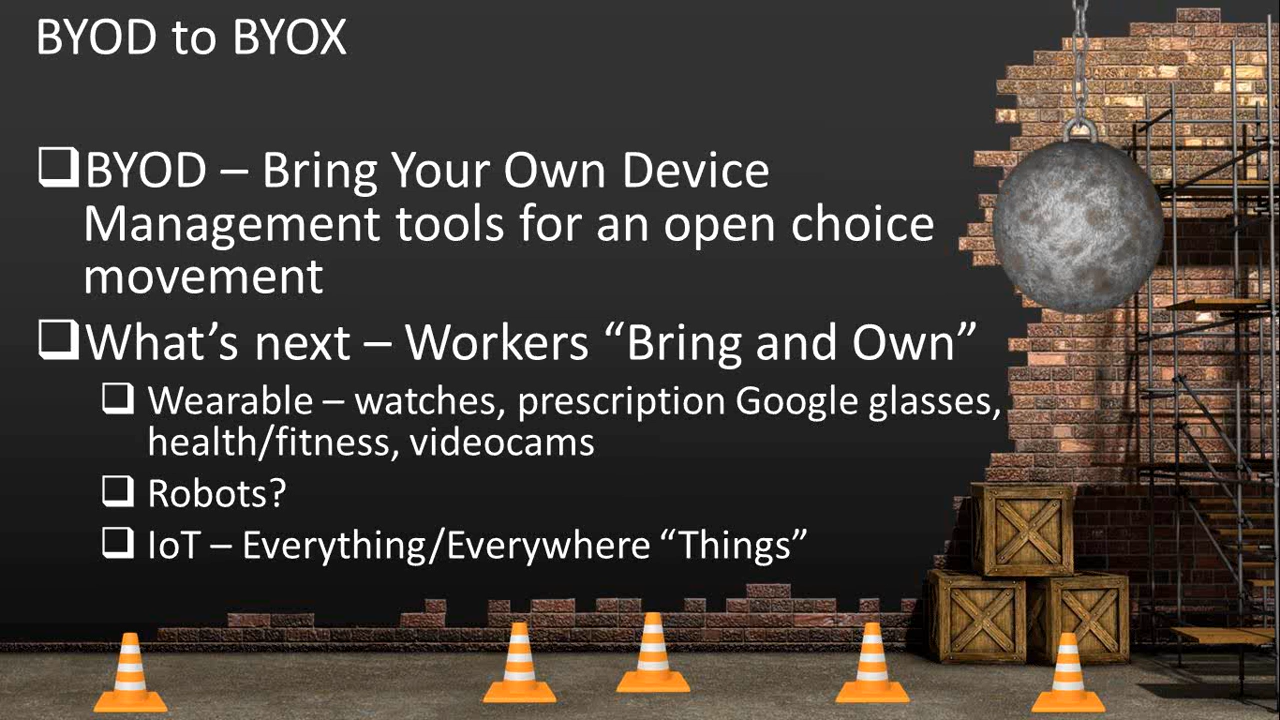 BYOD to BYOX
❑BYOD – Bring Your Own Device
Management tools for an open choice
movement
❑What’s next – Workers “Bring and Own”
❑ Wearable – watches, prescription Google glasses,
health/fitness, videocams
❑ Robots?
❑ IoT – Everything/Everywhere “Things”